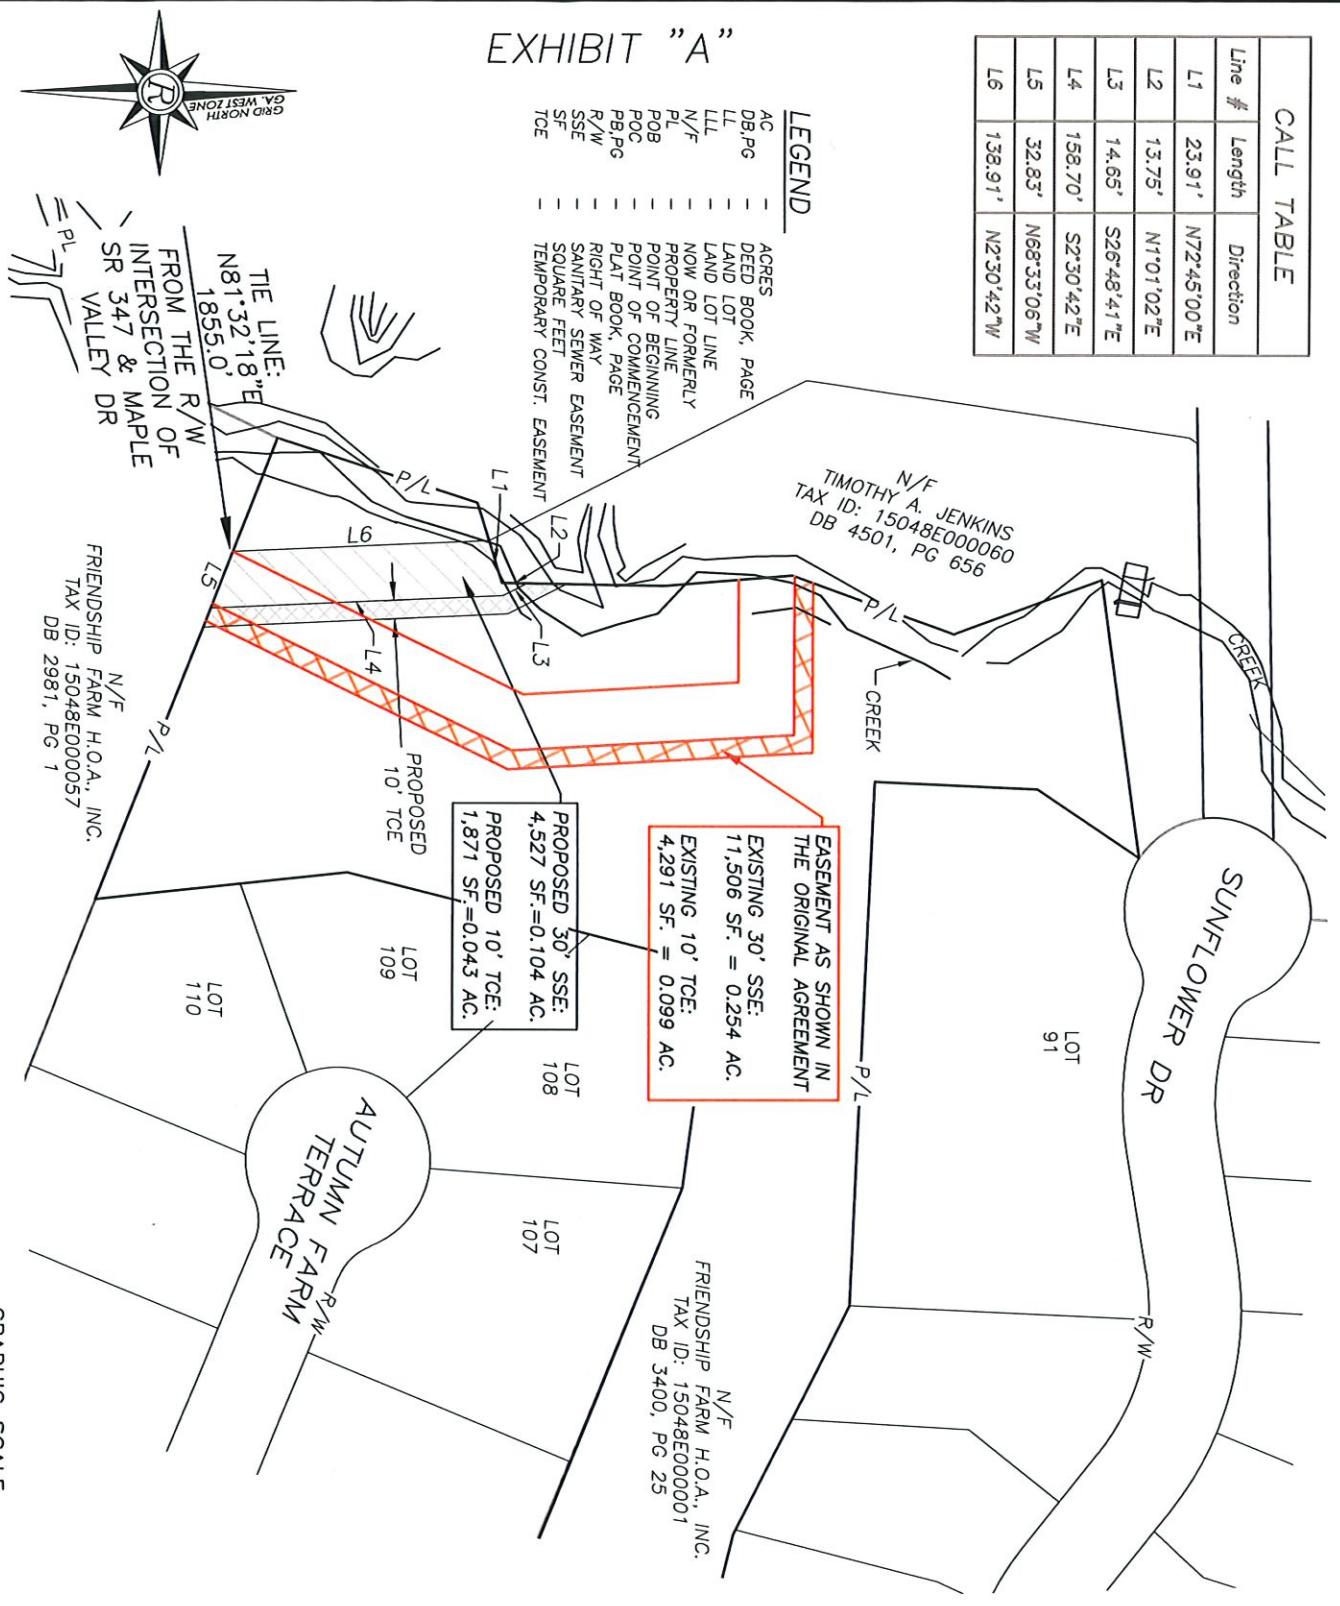 EXHIBIT "A"
GRID NORTH
GA. WEST ZONE
R
CALL TABLE
Line # Length Direction
L1 23.91' N72°45'00"E
L2 13.75' N1°01'02"E
L3 14.65' S26°48'41"E
L4 158.70' S2°30'42"E
L5 32.83' N68°33'06"W
L6 138.91' N2°30'42"W
LEGEND
AC - ACRES
DB,PG - DEED BOOK, PAGE
LL - LAND LOT
LLL - LAND LOT LINE
N/F - NOW OR FORMERLY
PL - PROPERTY LINE
POB - POINT OF BEGINNING
POC - POINT OF COMMENCEMENT
PB,PG - PLAT BOOK, PAGE
R/W - RIGHT OF WAY
SSE - SANITARY SEWER EASEMENT
SF - SQUARE FEET
TCE - TEMPORARY CONST. EASEMENT
N/F
TIMOTHY A. JENKINS
TAX ID: 15048E000060
DB 4501, PG 656
TIE LINE:
N81°32'18"E
1855.0'
FROM THE R/W
INTERSECTION OF
SR 347 & MAPLE
VALLEY DR
PL
P/L
L1
L2
L3
L4
L5
L6
P/L
CREEK
CREEK
PROPOSED
10' TCE
N/F
FRIENDSHIP FARM H.O.A., INC.
TAX ID: 15048E000057
DB 2981, PG 1
P/L
EASEMENT AS SHOWN IN
THE ORIGINAL AGREEMENT
EXISTING 30' SSE:
11,506 SF. = 0.254 AC.
EXISTING 10' TCE:
4,291 SF. = 0.099 AC.
PROPOSED 30' SSE:
4,527 SF.=0.104 AC.
PROPOSED 10' TCE:
1,871 SF.=0.043 AC.
SUNFLOWER DR
P/L
LOT
91
LOT
108
LOT
109
LOT
110
LOT
107
AUTUMN FARM
TERRACE
R/W
R/W
N/F
FRIENDSHIP FARM H.O.A., INC.
TAX ID: 15048E000001
DB 3400, PG 25
GRAPHIC SCALE